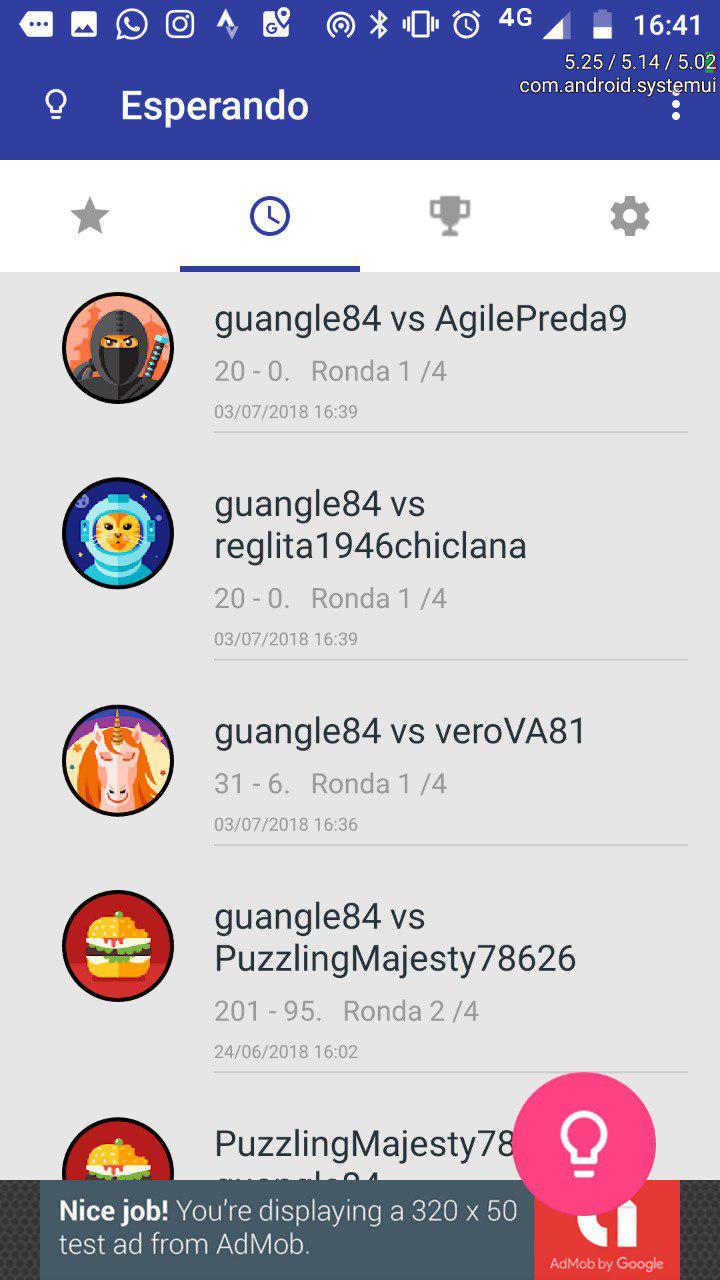 4G 16:41
5.25 / 5.14 / 5.02
com.android.systemui
Esperando
guangle84 vs AgilePreda9
20 - 0. Ronda 1 /4
03/07/2018 16:39
guangle84 vs
reglita1946chiclana
20 - 0. Ronda 1 /4
03/07/2018 16:39
guangle84 vs veroVA81
31 - 6. Ronda 1 /4
03/07/2018 16:36
guangle84 vs
PuzzlingMajesty78626
201 - 95. Ronda 2 /4
24/06/2018 16:02
PuzzlingMajesty78
Nice job! You're displaying a 320 x 50
test ad from AdMob.
AdMob by Google